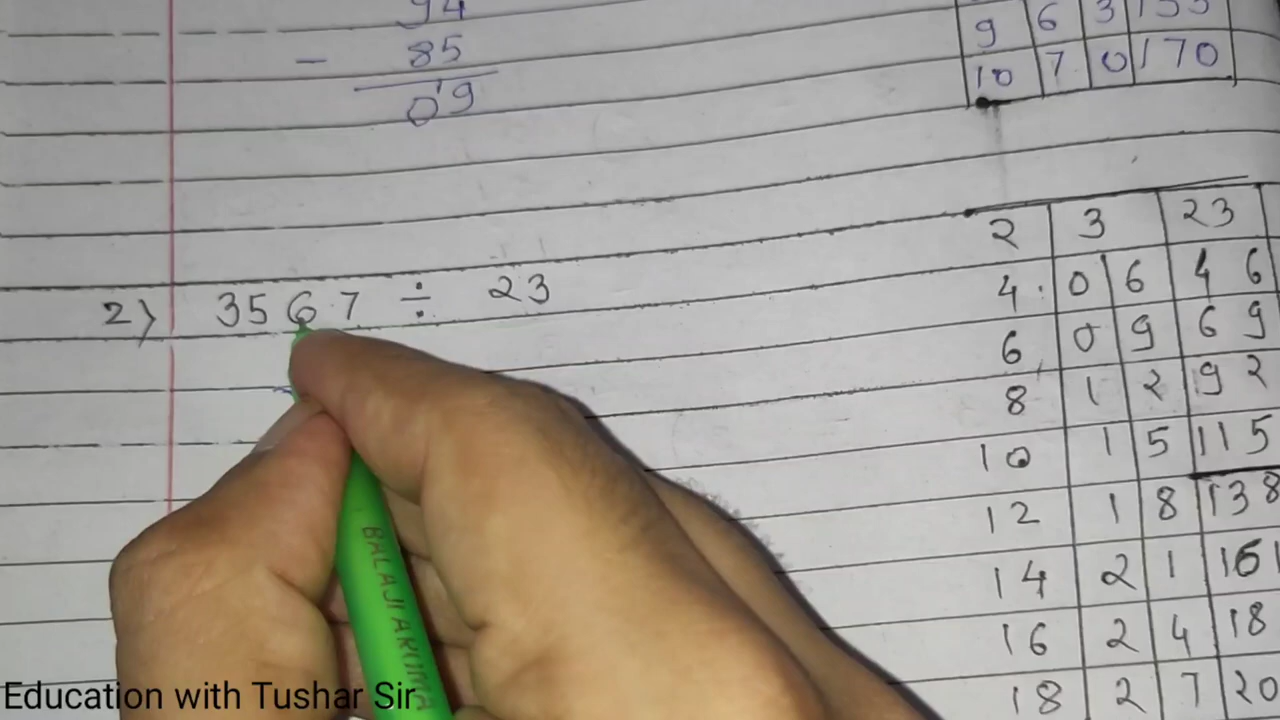 94
- 85
09
9 6 3 153
10 7 0 170
2) 3567 ÷ 23
2 3 23
4 0 6 46
6 0 9 69
8 1 2 92
10 1 5 115
12 1 8 138
14 2 1 161
16 2 4 18
18 2 7 20
BALAJI AROMA
Education with Tushar Sir